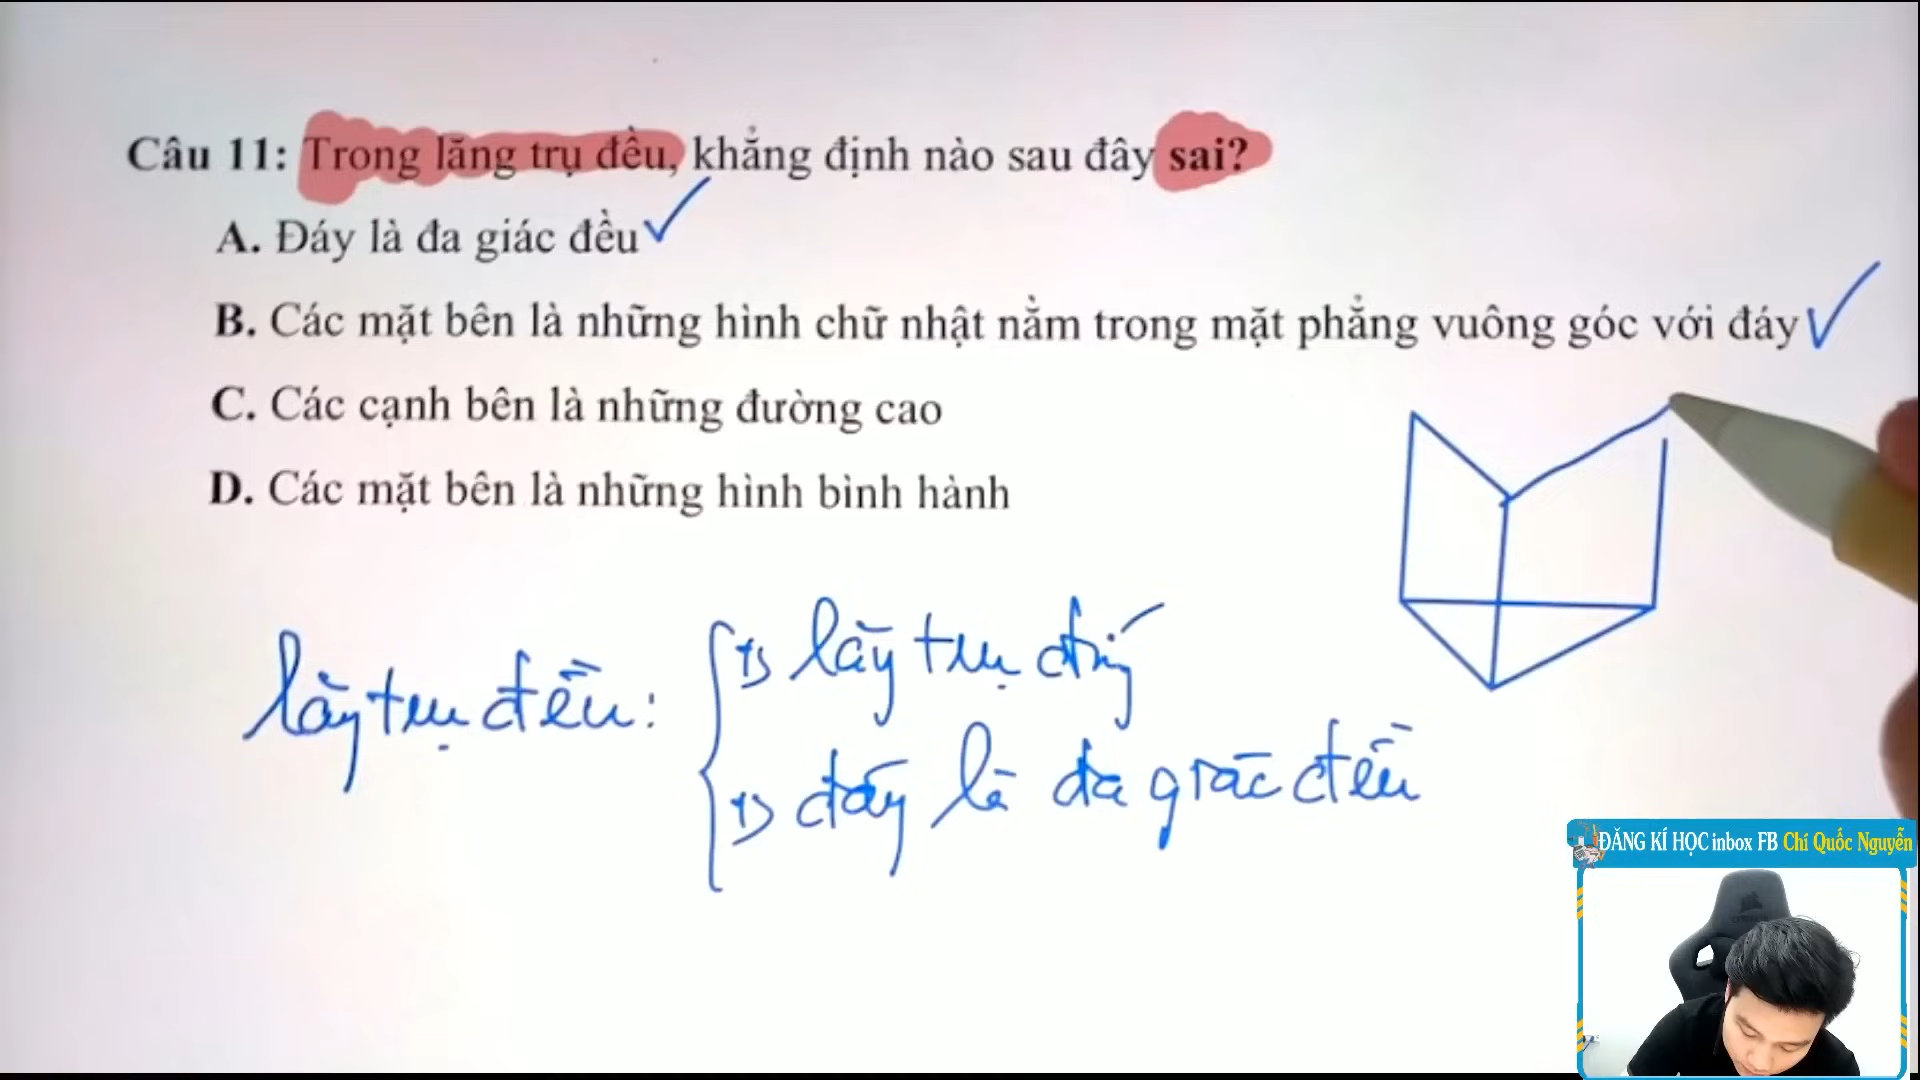 Câu 11: Trong lăng trụ đều, khẳng định nào sau đây sai?
A. Đáy là đa giác đều
B. Các mặt bên là những hình chữ nhật nằm trong mặt phẳng vuông góc với đáy
C. Các cạnh bên là những đường cao
D. Các mặt bên là những hình bình hành
lăng trụ đều:
lăng trụ đứng
đáy là đa giác đều
ĐĂNG KÍ HỌC inbox FB Chí Quốc Nguyễn